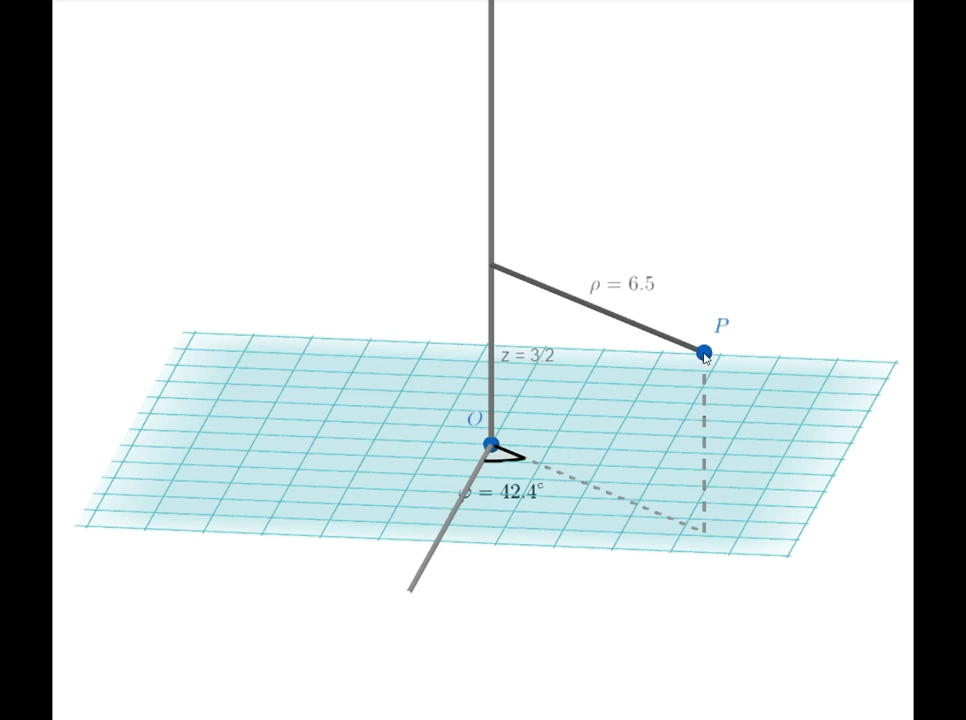 ρ = 6.5
P
z = 3.2
O
φ = 42.4°